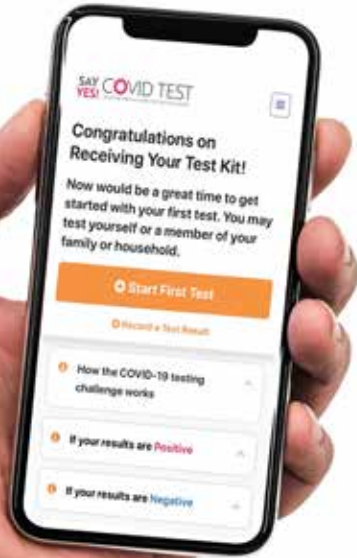 SAY YES! COVID TEST
Congratulations on
Receiving Your Test Kit!
Now would be a great time to get
started with your first test. You may
test yourself or a member of your
family or household.
Start First Test
Record a Test Result
How the COVID-19 testing
challenge works
If your results are Positive
If your results are Negative